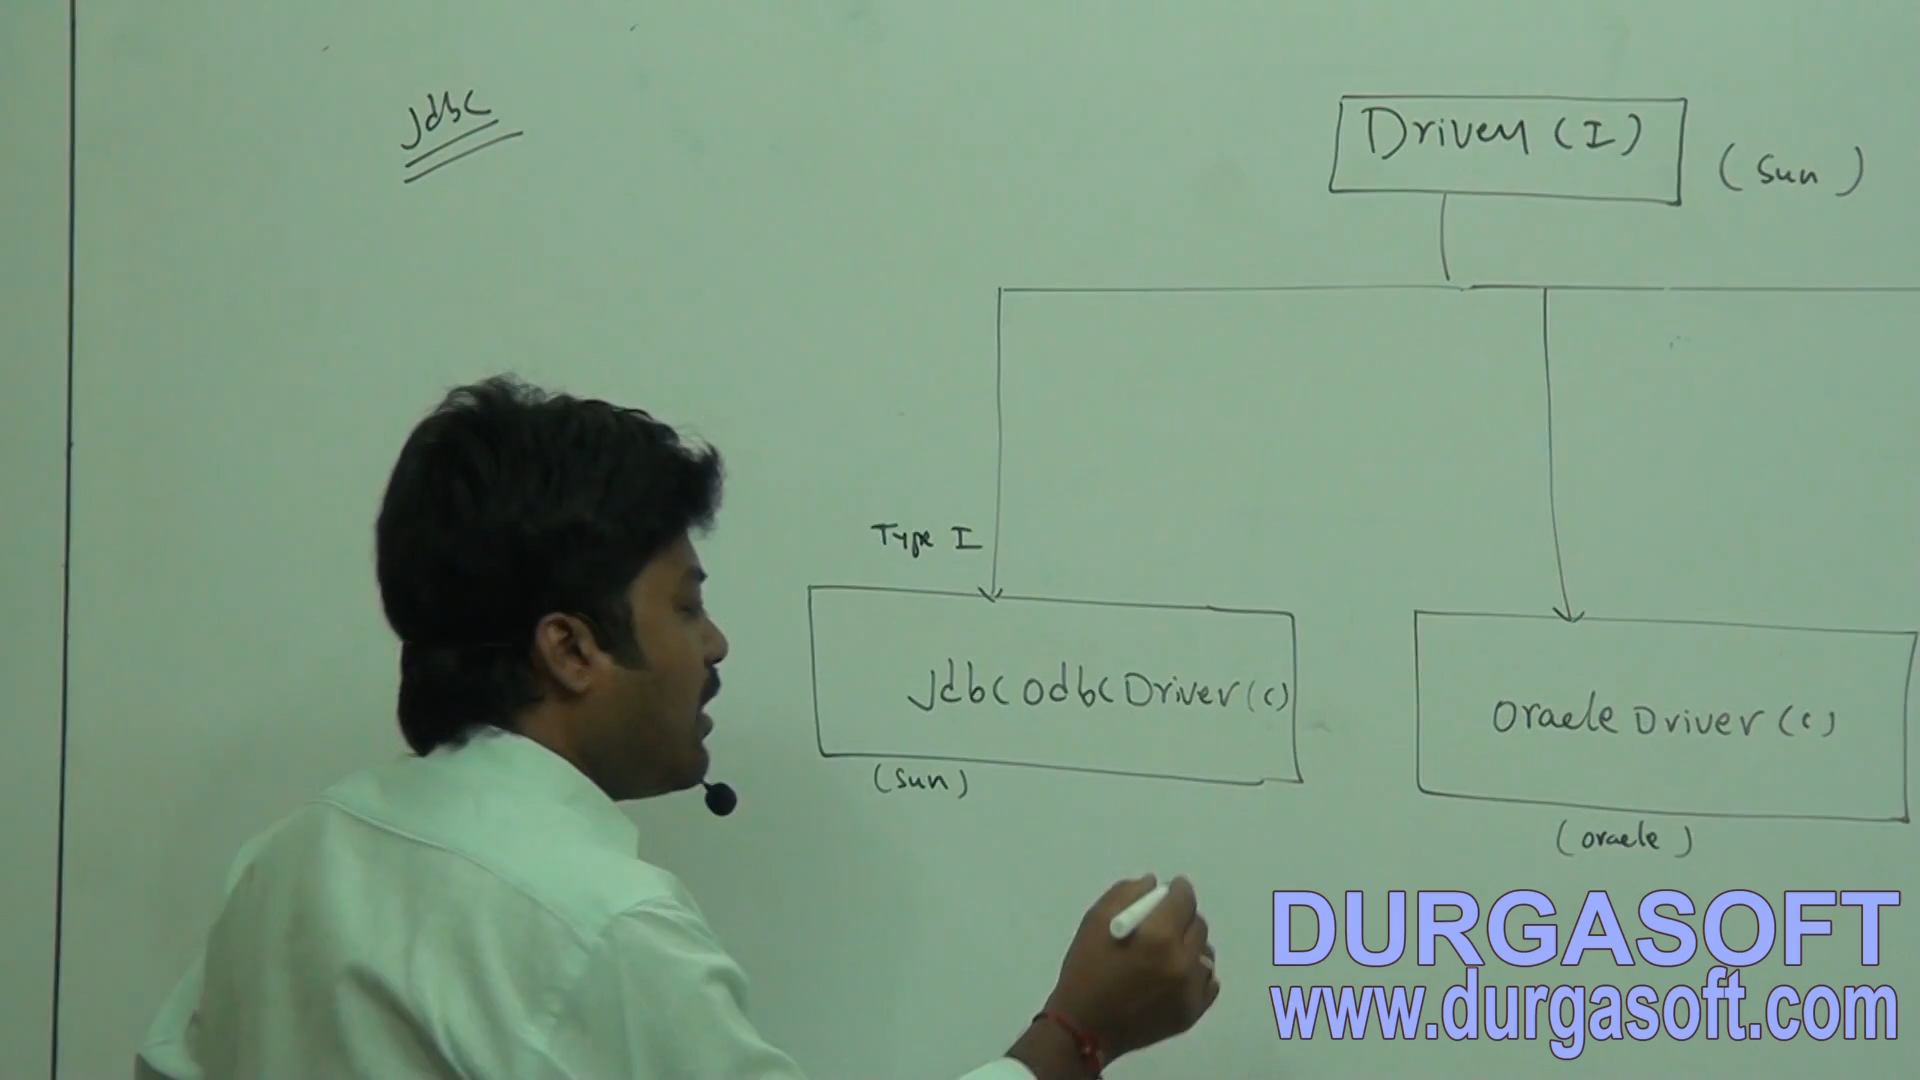 Jdbc
Driver (I)
(Sun)
Type I
JdbcOdbcDriver(c)
OracleDriver(c)
(Sun)
(oracle)
DURGASOFT
www.durgasoft.com